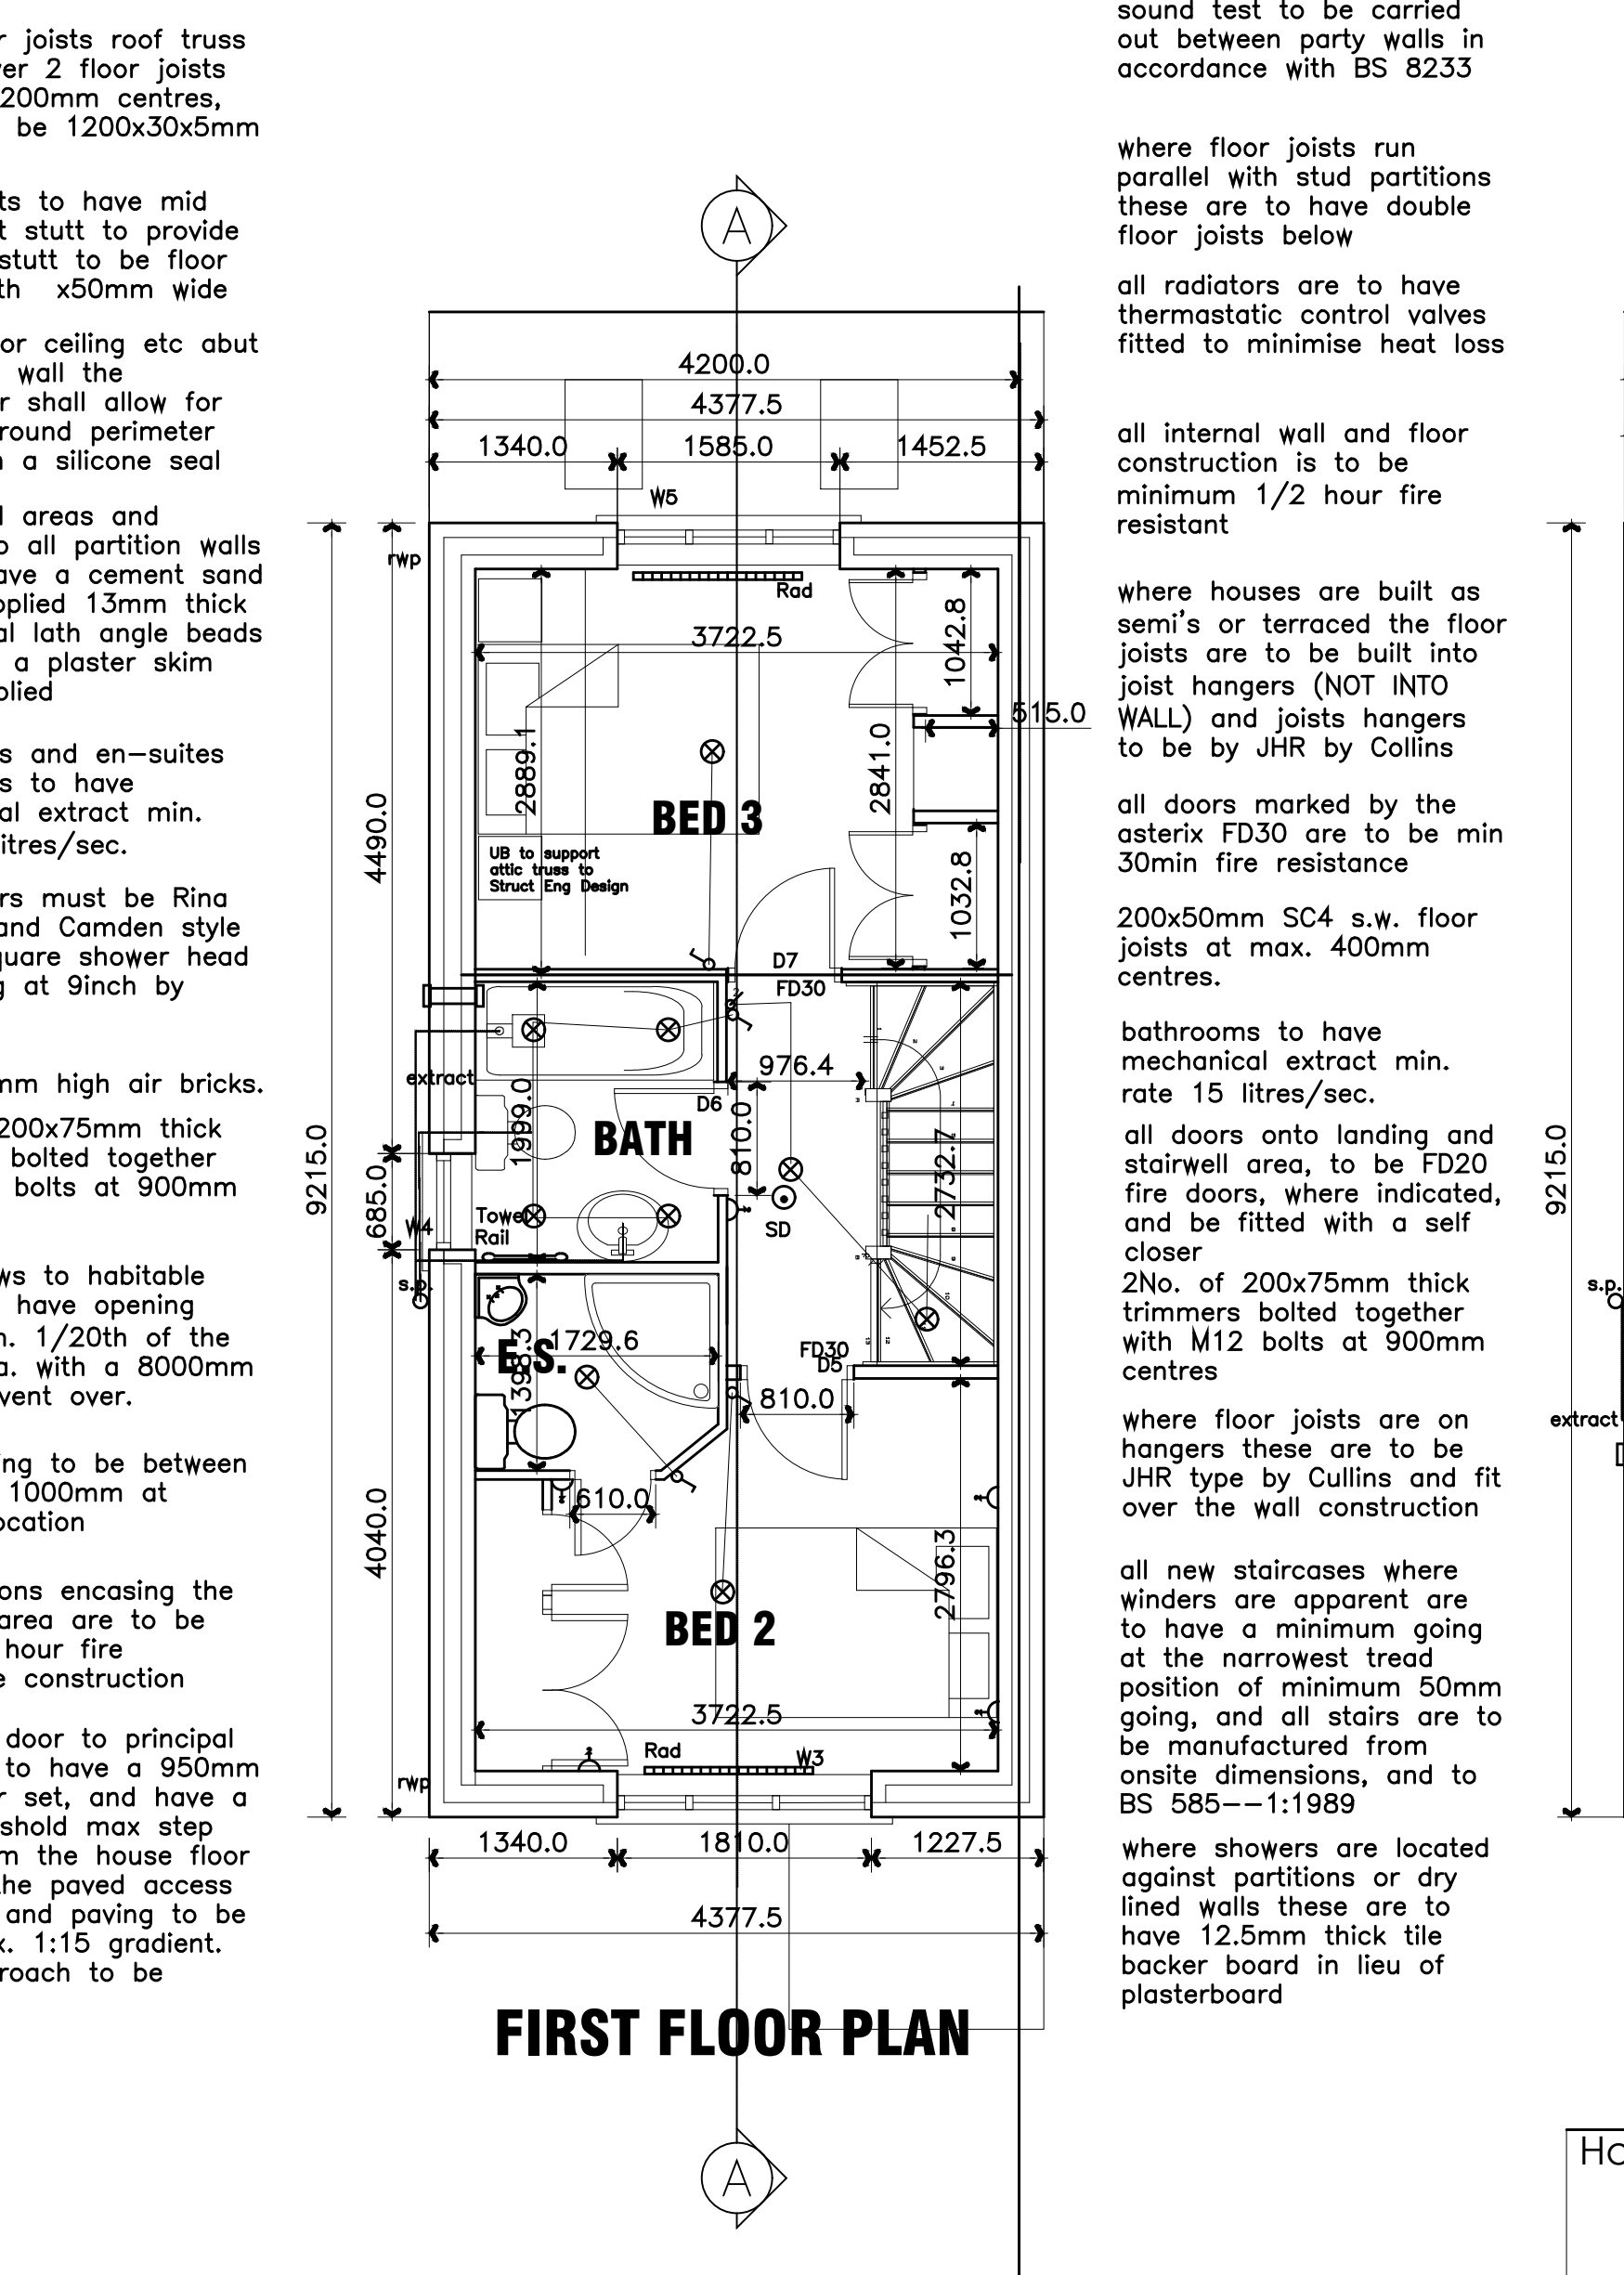 r joists roof truss
ver 2 floor joists
200mm centres,
be 1200x30x5mm
ts to have mid
t stutt to provide
stutt to be floor
th x50mm wide
or ceiling etc abut
wall the
r shall allow for
round perimeter
a silicone seal
areas and
o all partition walls
ave a cement sand
pplied 13mm thick
al lath angle beads
a plaster skim
plied
s and en-suites
s to have
al extract min.
itres/sec.
rs must be Rina
and Camden style
quare shower head
g at 9inch by
mm high air bricks.
200x75mm thick
bolted together
bolts at 900mm
ws to habitable
have opening
n. 1/20th of the
a. with a 8000mm
vent over.
ing to be between
1000mm at
ocation
ons encasing the
area are to be
hour fire
e construction
door to principal
to have a 950mm
r set, and have a
shold max step
m the house floor
the paved access
and paving to be
x. 1:15 gradient.
roach to be
A
4200.0
4377.5
1340.0 1585.0 1452.5
W5
rwp
Rad
3722.5
1042.8
515.0
2889.1
2841.0
BED 3
4490.0
UB to support
attic truss to
Struct Eng Design
1032.8
D7
FD30
976.4
extract
D6
1999.0
810.0
BATH
9215.0
685.0
2732.7
W4
Towel
Rail
SD
s.p.
E.S.
1729.6
1398.3
FD30
D5
810.0
610.0
4040.0
2796.3
BED 2
3722.5
Rad
W3
rwp
1340.0 1810.0 1227.5
4377.5
FIRST FLOOR PLAN
A
sound test to be carried
out between party walls in
accordance with BS 8233
where floor joists run
parallel with stud partitions
these are to have double
floor joists below
all radiators are to have
thermastatic control valves
fitted to minimise heat loss
all internal wall and floor
construction is to be
minimum 1/2 hour fire
resistant
where houses are built as
semi's or terraced the floor
joists are to be built into
joist hangers (NOT INTO
WALL) and joists hangers
to be by JHR by Collins
all doors marked by the
asterix FD30 are to be min
30min fire resistance
200x50mm SC4 s.w. floor
joists at max. 400mm
centres.
bathrooms to have
mechanical extract min.
rate 15 litres/sec.
all doors onto landing and
stairwell area, to be FD20
fire doors, where indicated,
and be fitted with a self
closer
2No. of 200x75mm thick
trimmers bolted together
with M12 bolts at 900mm
centres
where floor joists are on
hangers these are to be
JHR type by Cullins and fit
over the wall construction
all new staircases where
winders are apparent are
to have a minimum going
at the narrowest tread
position of minimum 50mm
going, and all stairs are to
be manufactured from
onsite dimensions, and to
BS 585--1:1989
where showers are located
against partitions or dry
lined walls these are to
have 12.5mm thick tile
backer board in lieu of
plasterboard
9215.0
s.p.
extract
Ho